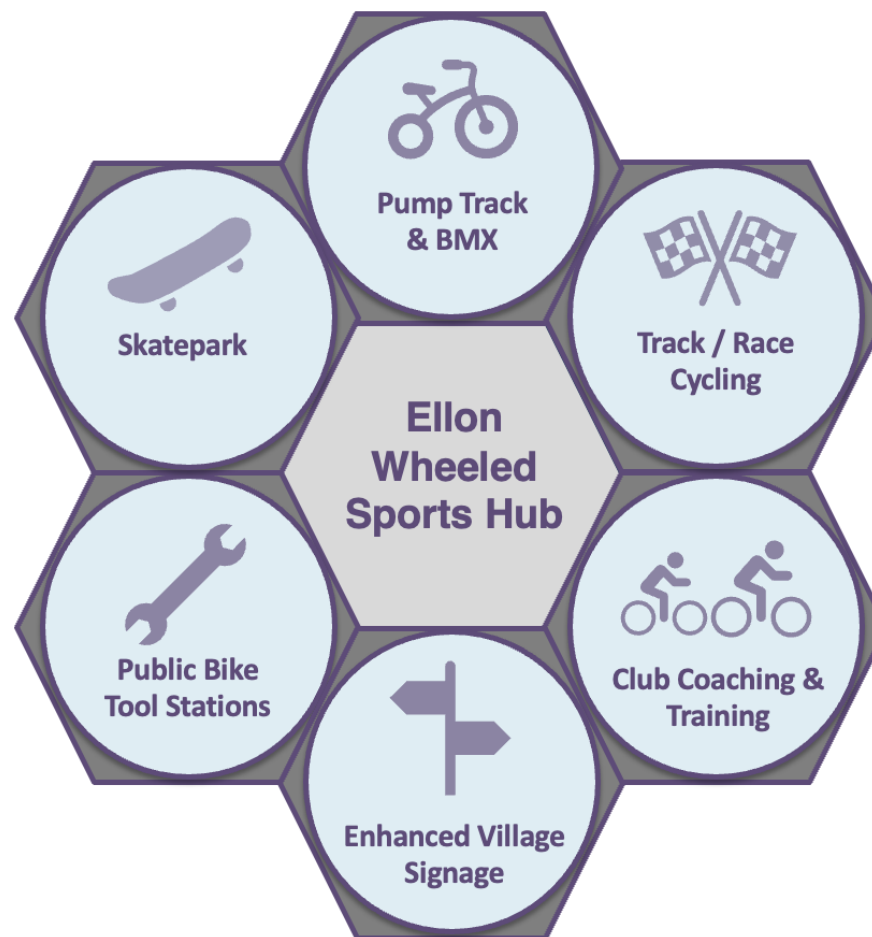 Pump Track
& BMX
Skatepark
Track / Race
Cycling
Ellon
Wheeled
Sports Hub
Public Bike
Tool Stations
Club Coaching &
Training
Enhanced Village
Signage